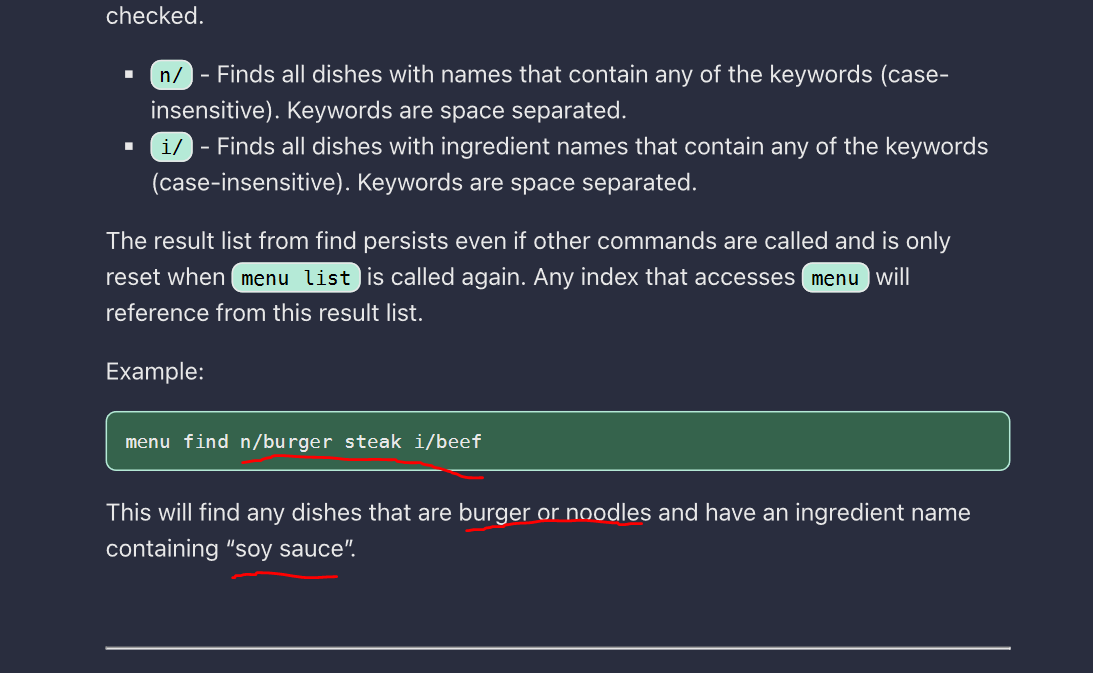 checked.
n/ - Finds all dishes with names that contain any of the keywords (case-
insensitive). Keywords are space separated.
i/ - Finds all dishes with ingredient names that contain any of the keywords
(case-insensitive). Keywords are space separated.
The result list from find persists even if other commands are called and is only
reset when menu list is called again. Any index that accesses menu will
reference from this result list.
Example:
menu find n/burger steak i/beef
This will find any dishes that are burger or noodles and have an ingredient name
containing “soy sauce”.